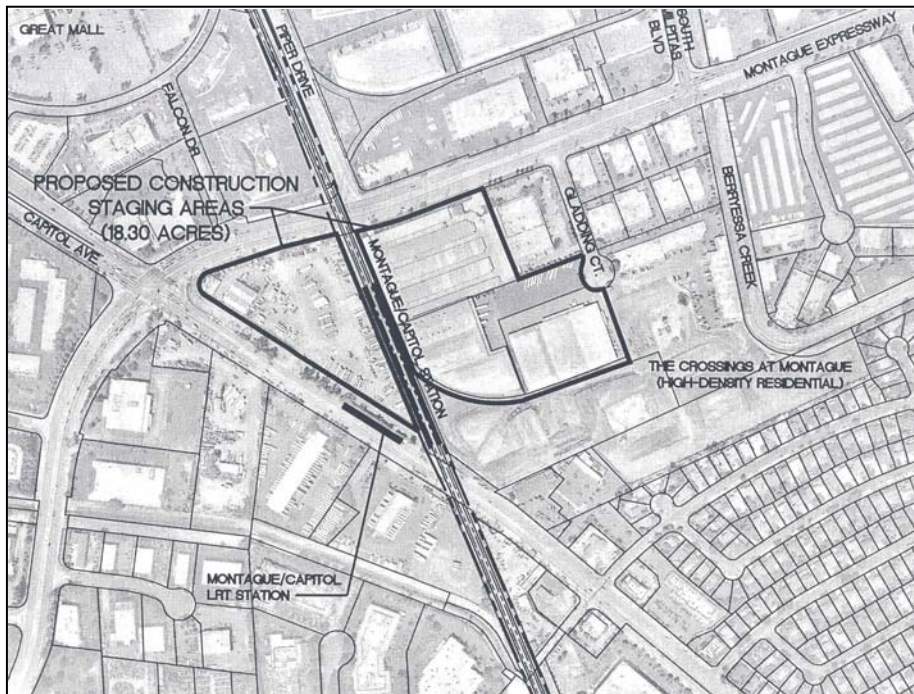 GREAT MALL
PIPER DRIVE
SOUTH
MILPITAS
BLVD
MONTAGUE EXPRESSWAY
FALCON DR
PROPOSED CONSTRUCTION
STAGING AREAS
(18.30 ACRES)
CAPITOL AVE.
GLADDING CT.
BERRYESSA CREEK
MONTAGUE/CAPITOL STATION
THE CROSSINGS AT MONTAGUE
(HIGH-DENSITY RESIDENTIAL)
MONTAGUE/CAPITOL
LRT STATION